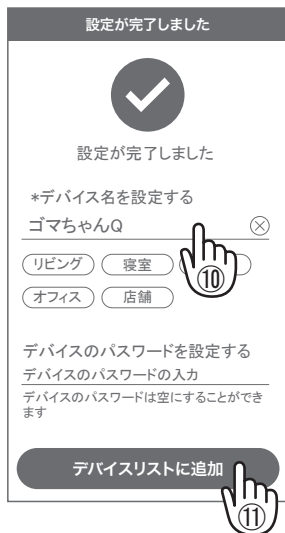 設定が完了しました
設定が完了しました
*デバイス名を設定する
ゴマちゃんQ
リビング 寝室
⑩
オフィス 店舗
デバイスのパスワードを設定する
デバイスのパスワードの入力
デバイスのパスワードは空にすることができ
ます
デバイスリストに追加
⑪